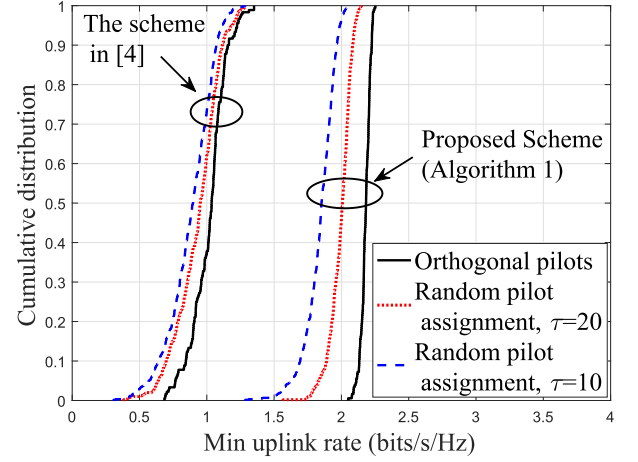 1
0.9
0.8
0.7
0.6
0.5
0.4
0.3
0.2
0.1
0
Cumulative distribution
The scheme
in [4]
Proposed Scheme
(Algorithm 1)
Orthogonal pilots
Random pilot
assignment, τ=20
Random pilot
assignment, τ=10
0 0.5 1 1.5 2 2.5 3 3.5 4
Min uplink rate (bits/s/Hz)